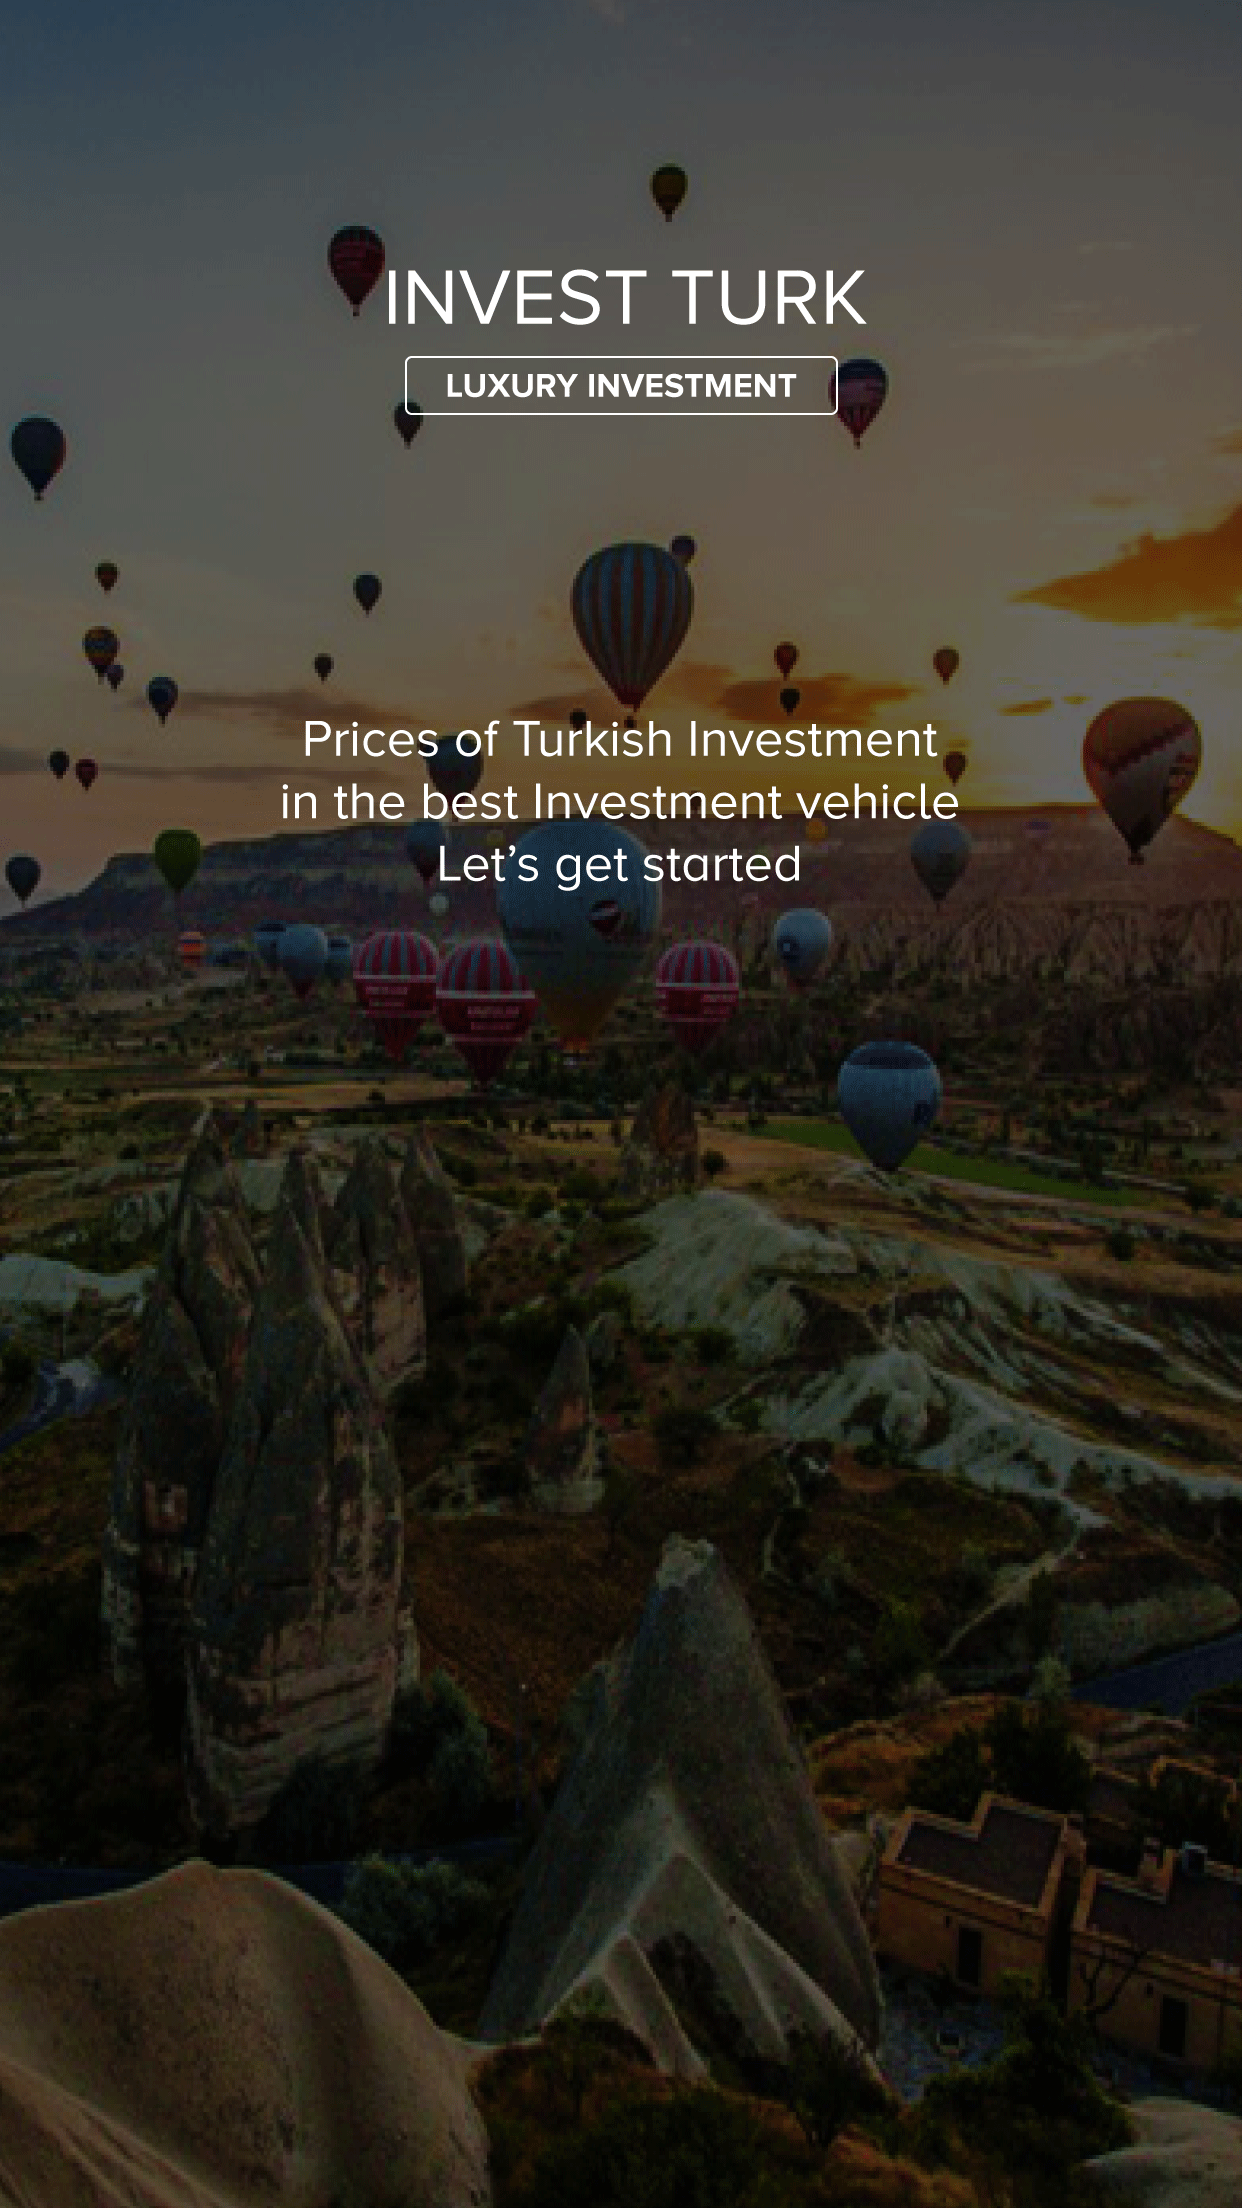 INVEST TURK
LUXURY INVESTMENT
Prices of Turkish Investment
in the best Investment vehicle
Let’s get started